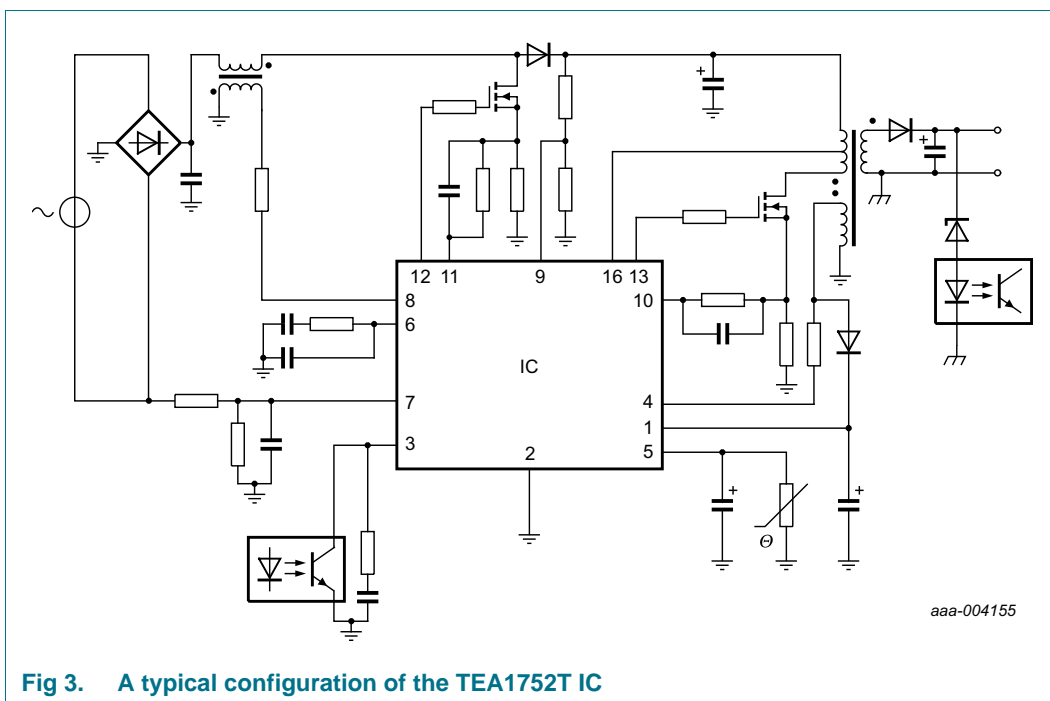 12 11 9 16 13
8 10
6
IC
7 4
1
3 2 5
+
+
+
+
Θ
aaa-004155
Fig 3. A typical configuration of the TEA1752T IC